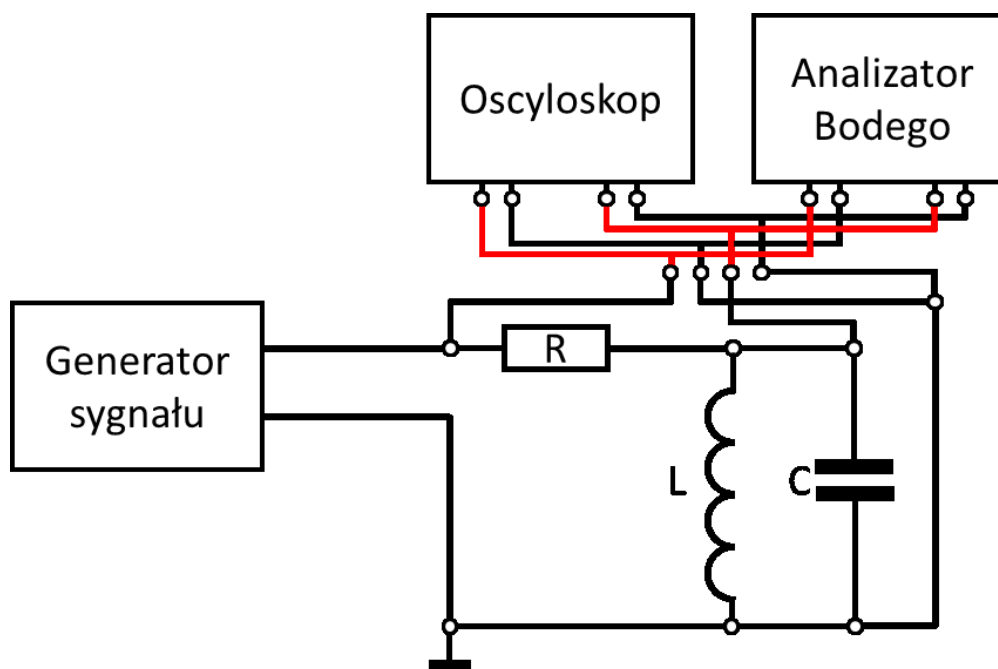 Oscyloskop
Analizator
Bodego
Generator
sygnału
R
L
C